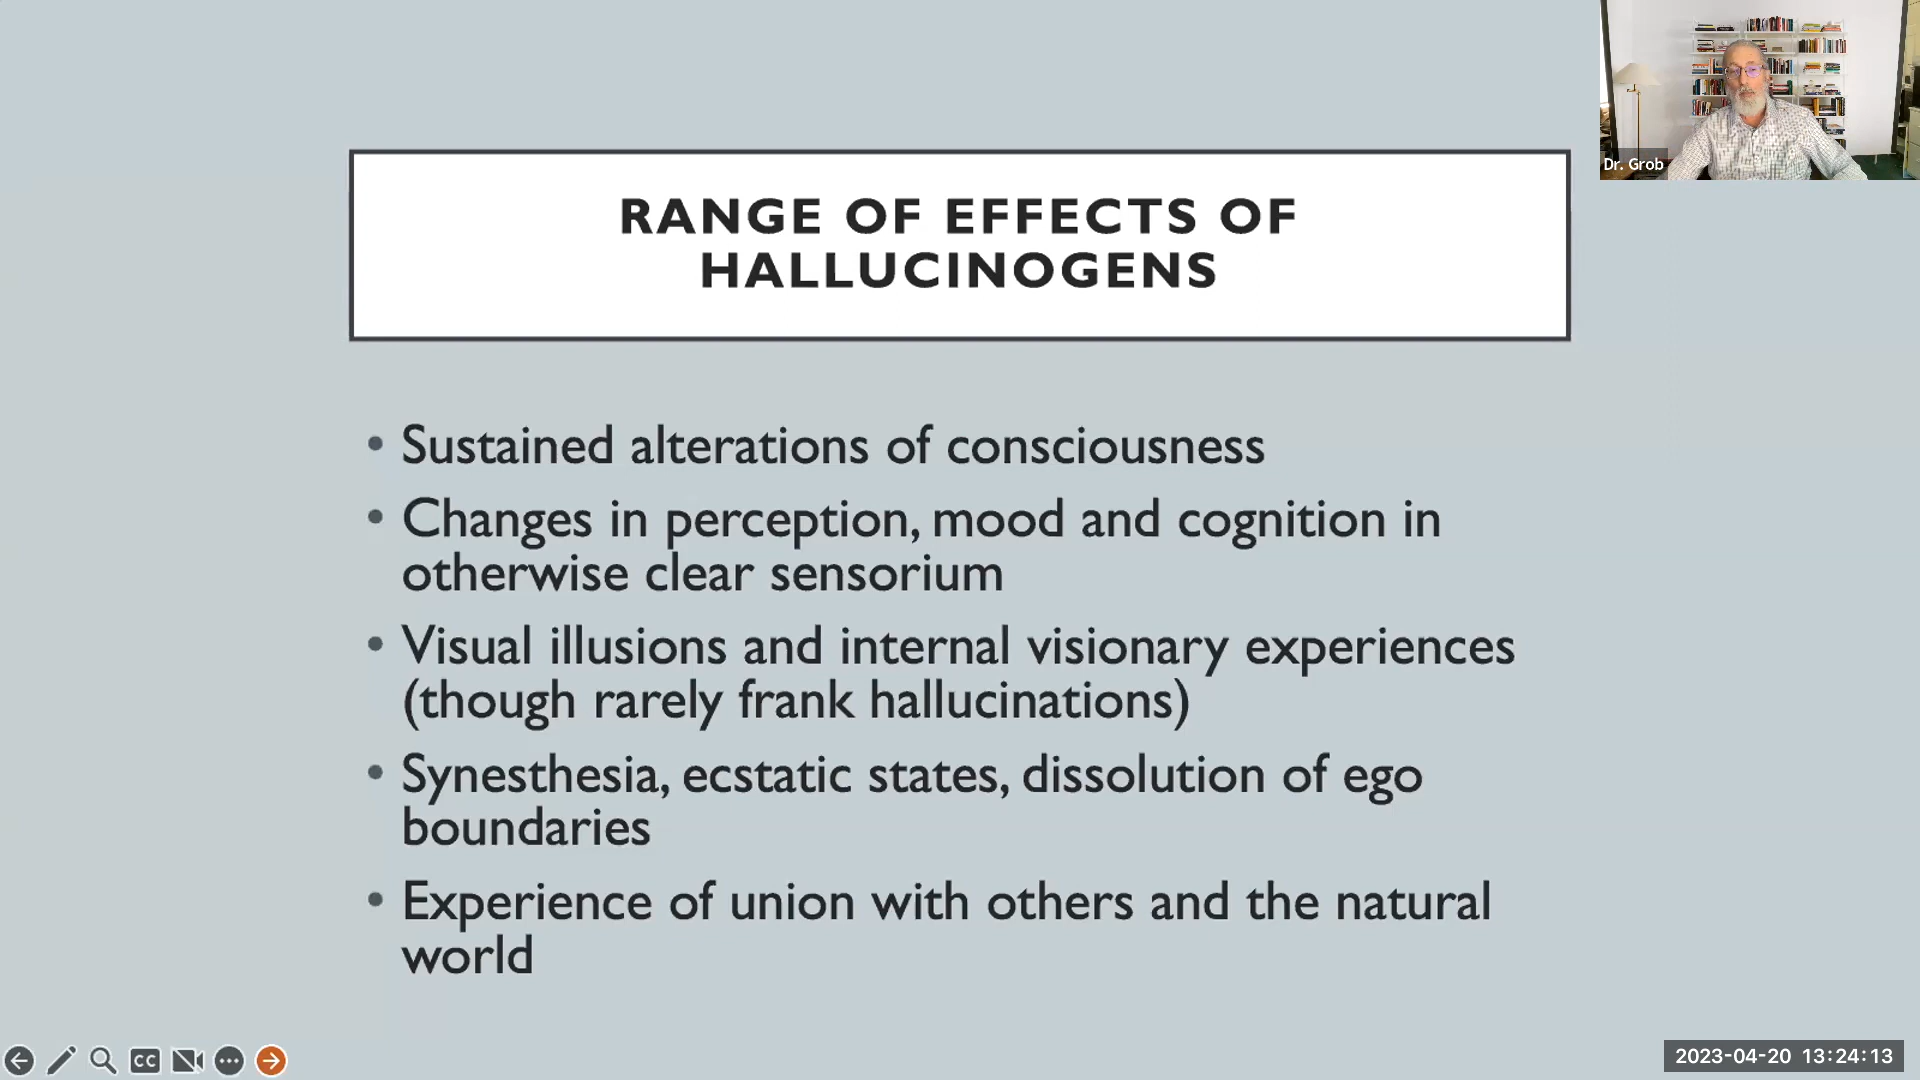 Dr. Grob
RANGE OF EFFECTS OF
HALLUCINOGENS
• Sustained alterations of consciousness
• Changes in perception, mood and cognition in
otherwise clear sensorium
• Visual illusions and internal visionary experiences
(though rarely frank hallucinations)
• Synesthesia, ecstatic states, dissolution of ego
boundaries
• Experience of union with others and the natural
world
CC
2023-04-20 13:24:13